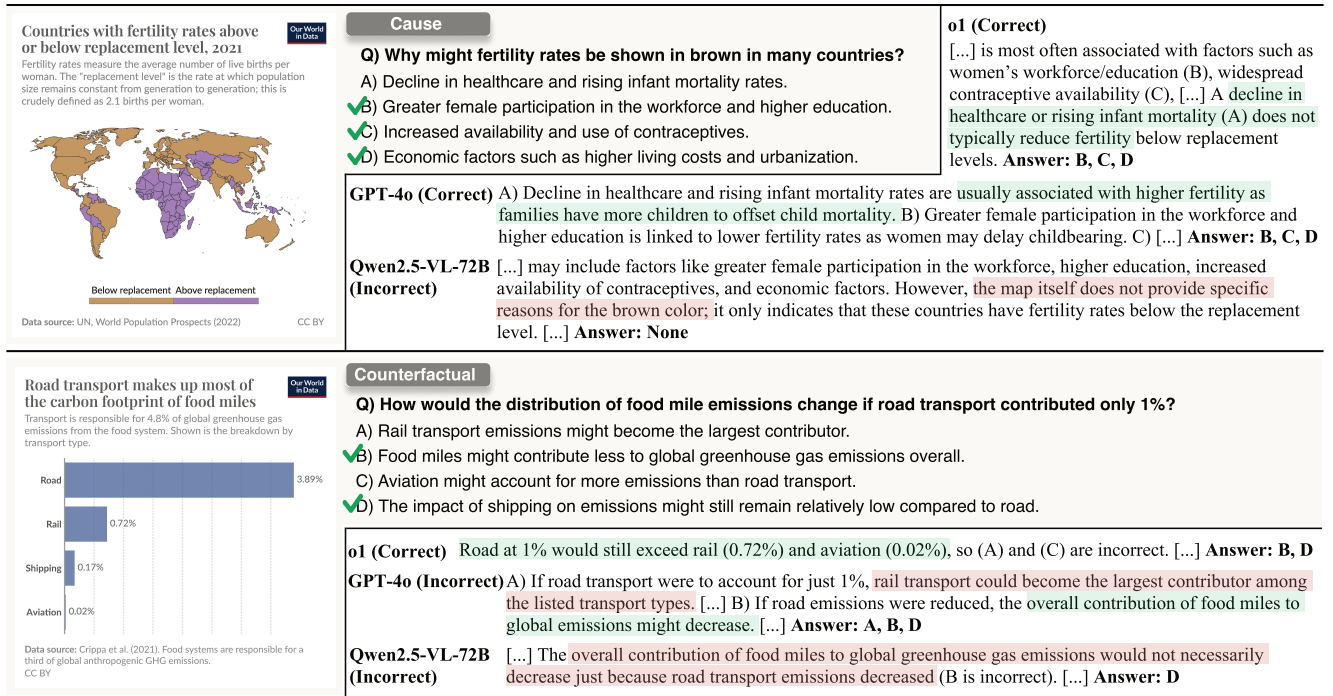 Countries with fertility rates above
or below replacement level, 2021
Our World
in Data
Fertility rates measure the average number of live births per
woman. The "replacement level" is the rate at which population
size remains constant from generation to generation; this is
crudely defined as 2.1 births per woman.
Below replacement
Above replacement
Data source: UN, World Population Prospects (2022)
CC BY
Cause
Q) Why might fertility rates be shown in brown in many countries?
A) Decline in healthcare and rising infant mortality rates.
B) Greater female participation in the workforce and higher education.
C) Increased availability and use of contraceptives.
D) Economic factors such as higher living costs and urbanization.
o1 (Correct)
[...] is most often associated with factors such as
women's workforce/education (B), widespread
contraceptive availability (C), [...] A decline in
healthcare or rising infant mortality (A) does not
typically reduce fertility below replacement
levels. Answer: B, C, D
GPT-4o (Correct) A) Decline in healthcare and rising infant mortality rates are usually associated with higher fertility as
families have more children to offset child mortality. B) Greater female participation in the workforce and
higher education is linked to lower fertility rates as women may delay childbearing. C) [...] Answer: B, C, D
Qwen2.5-VL-72B [...] may include factors like greater female participation in the workforce, higher education, increased
(Incorrect) availability of contraceptives, and economic factors. However, the map itself does not provide specific
reasons for the brown color; it only indicates that these countries have fertility rates below the replacement
level. [...] Answer: None
Road transport makes up most of
the carbon footprint of food miles
Our World
in Data
Transport is responsible for 4.8% of global greenhouse gas
emissions from the food system. Shown is the breakdown by
transport type.
Road 3.89%
Rail 0.72%
Shipping 0.17%
Aviation 0.02%
Data source: Crippa et al. (2021). Food systems are responsible for a
third of global anthropogenic GHG emissions.
CC BY
Counterfactual
Q) How would the distribution of food mile emissions change if road transport contributed only 1%?
A) Rail transport emissions might become the largest contributor.
B) Food miles might contribute less to global greenhouse gas emissions overall.
C) Aviation might account for more emissions than road transport.
D) The impact of shipping on emissions might still remain relatively low compared to road.
o1 (Correct) Road at 1% would still exceed rail (0.72%) and aviation (0.02%), so (A) and (C) are incorrect. [...] Answer: B, D
GPT-4o (Incorrect) A) If road transport were to account for just 1%, rail transport could become the largest contributor among
the listed transport types. [...] B) If road emissions were reduced, the overall contribution of food miles to
global emissions might decrease. [...] Answer: A, B, D
Qwen2.5-VL-72B [...] The overall contribution of food miles to global greenhouse gas emissions would not necessarily
(Incorrect) decrease just because road transport emissions decreased (B is incorrect). [...] Answer: D